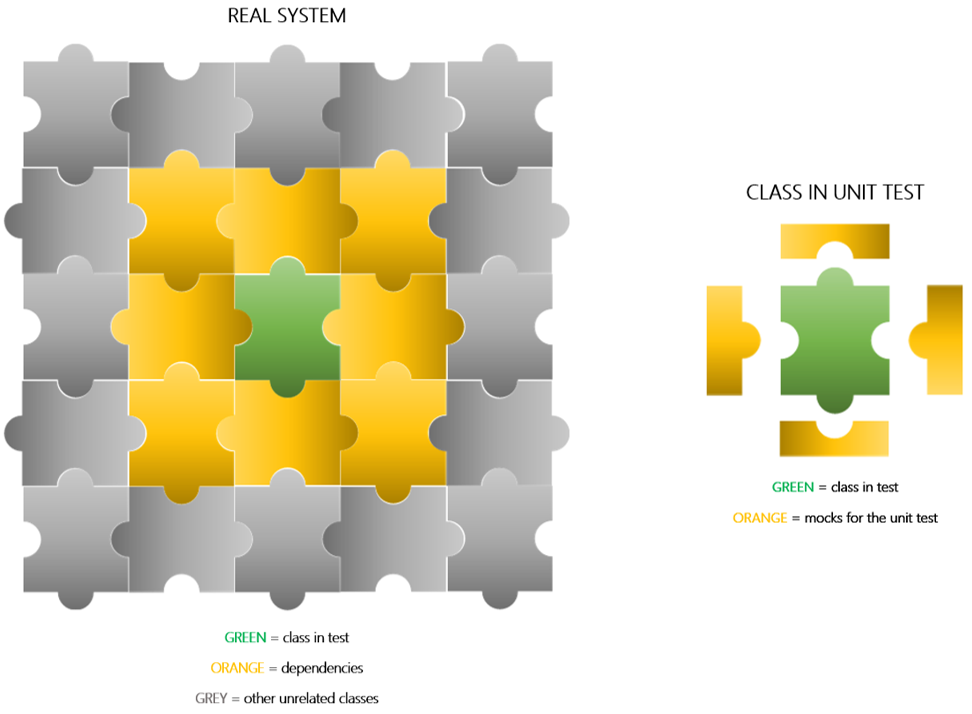 REAL SYSTEM
CLASS IN UNIT TEST
GREEN = class in test
ORANGE = mocks for the unit test
GREEN = class in test
ORANGE = dependencies
GREY = other unrelated classes